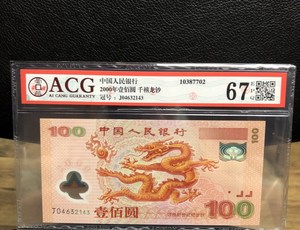 ACG
AI CANG GUARANTY
中国人民银行 10387702
2000年壹佰圆 千禧龙钞
冠号: J04632143
67
100 中国人民银行
100
J04632143
壹佰圆
100